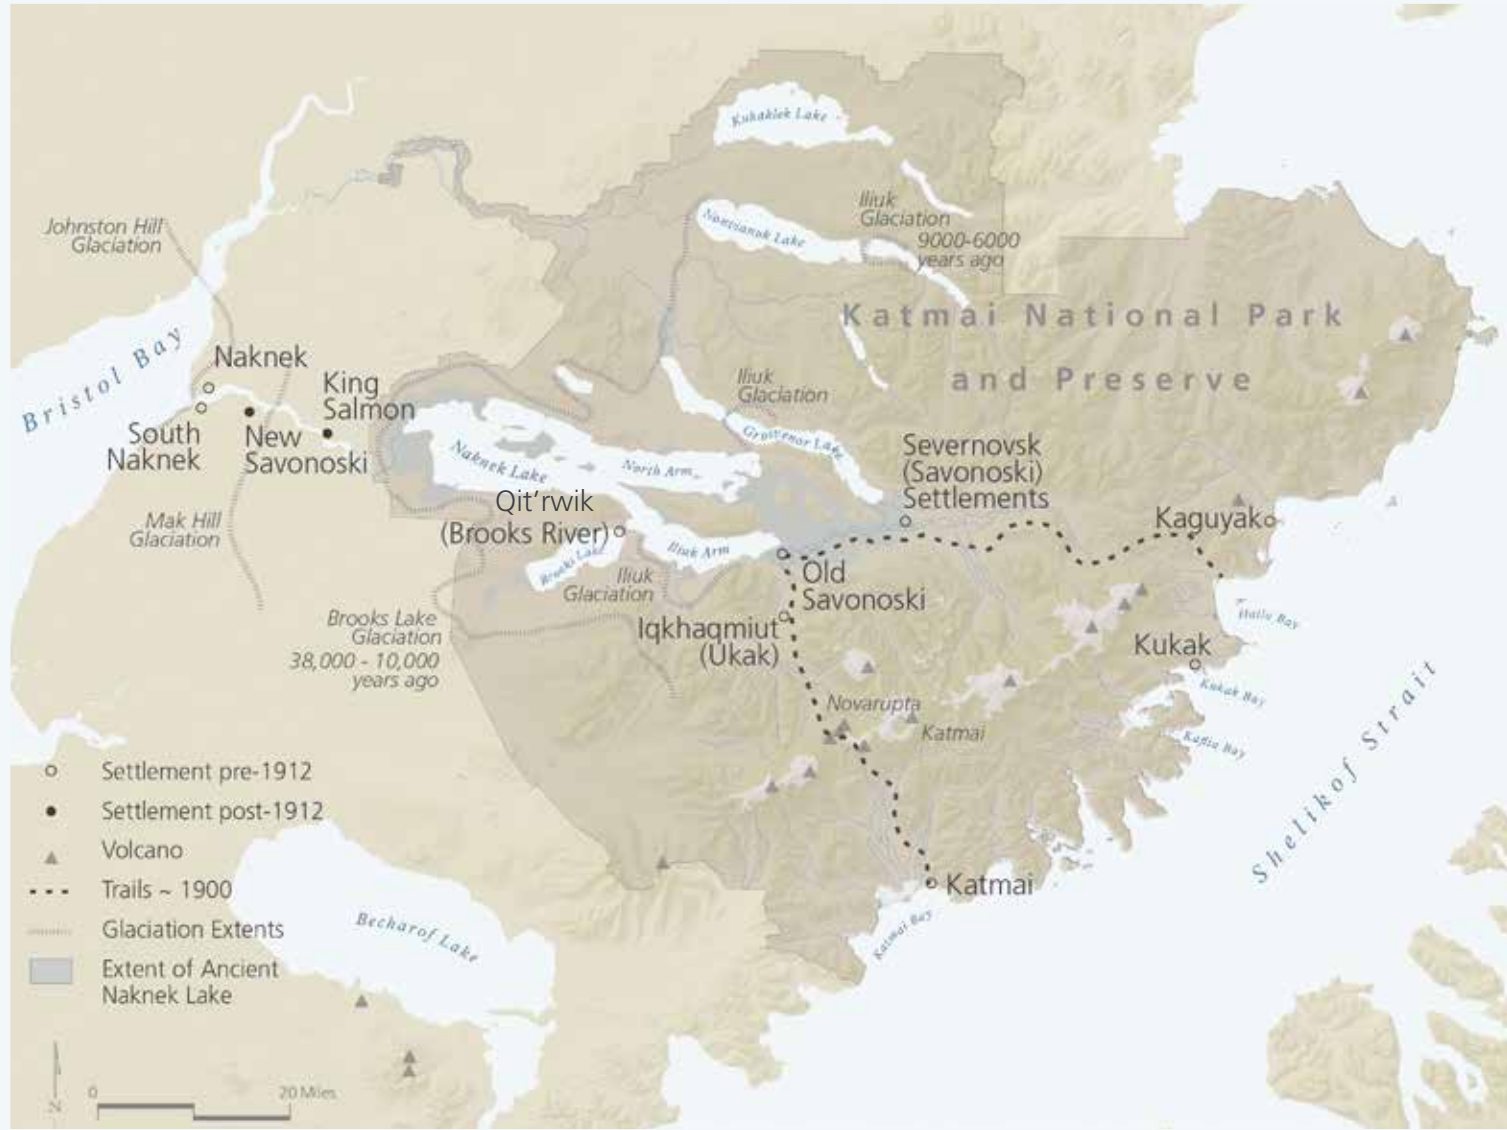 Kukaklek Lake
Iliuk
Glaciation
9000-6000
years ago
Nonvianuk Lake
Johnston Hill
Glaciation
Katmai National Park
and Preserve
Bristol Bay
Naknek
King
Salmon
South
Naknek
New
Savonoski
Iliuk
Glaciation
Grosvenor Lake
Naknek Lake
North Arm
Severnovsk
(Savonoski)
Settlements
Qit'rwik
(Brooks River)
Kaguyak
Mak Hill
Glaciation
Brooks Lake
Iliuk Arm
Iliuk
Glaciation
Old
Savonoski
Brooks Lake
Glaciation
38,000 - 10,000
years ago
Iqkhaqmiut
(Ukak)
Hallo Bay
Kukak
Kukak Bay
Kaflia Bay
Novarupta
Katmai
Shelikof Strait
Katmai
Katmai Bay
Becharof Lake
Settlement pre-1912
Settlement post-1912
Volcano
Trails ~ 1900
Glaciation Extents
Extent of Ancient
Naknek Lake
N
0
20 Miles